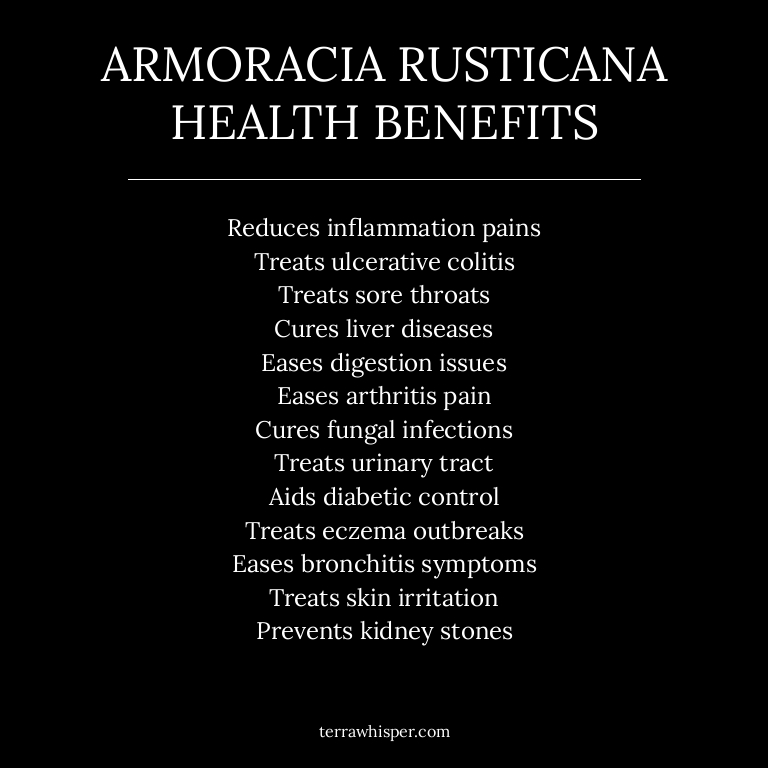 ARMORACIA RUSTICANA
HEALTH BENEFITS
Reduces inflammation pains
Treats ulcerative colitis
Treats sore throats
Cures liver diseases
Eases digestion issues
Eases arthritis pain
Cures fungal infections
Treats urinary tract
Aids diabetic control
Treats eczema outbreaks
Eases bronchitis symptoms
Treats skin irritation
Prevents kidney stones
terrawhisper.com